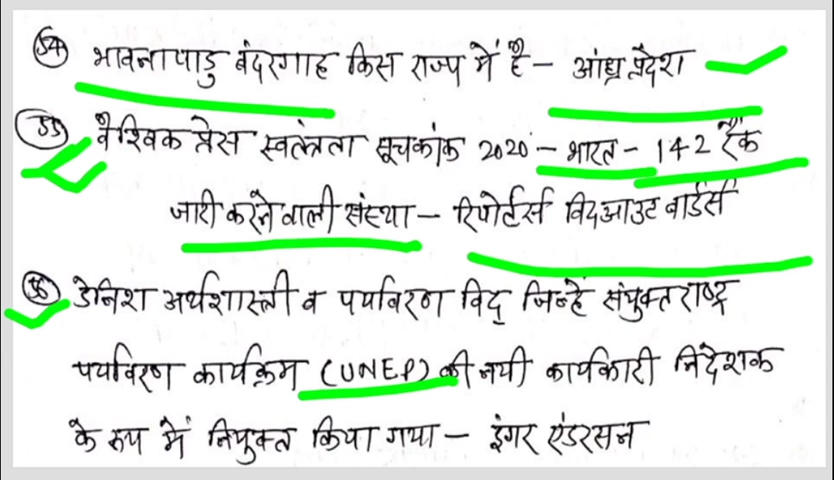 54 भावनापाडु बंदरगाह किस राज्य में है - आंध्र प्रदेश
55 वैश्विक प्रेस स्वतंत्रता सूचकांक 2020 - भारत - 142 रैंक
जारी करने वाली संस्था - रिपोर्टर्स विदआउट बार्डर्स
56 डेनिश अर्थशास्त्री व पर्यावरण विद् जिन्हें संयुक्त राष्ट्र
पर्यावरण कार्यक्रम (UNEP) की नयी कार्यकारी निदेशक
के रूप में नियुक्त किया गया - इंगर एंडरसन